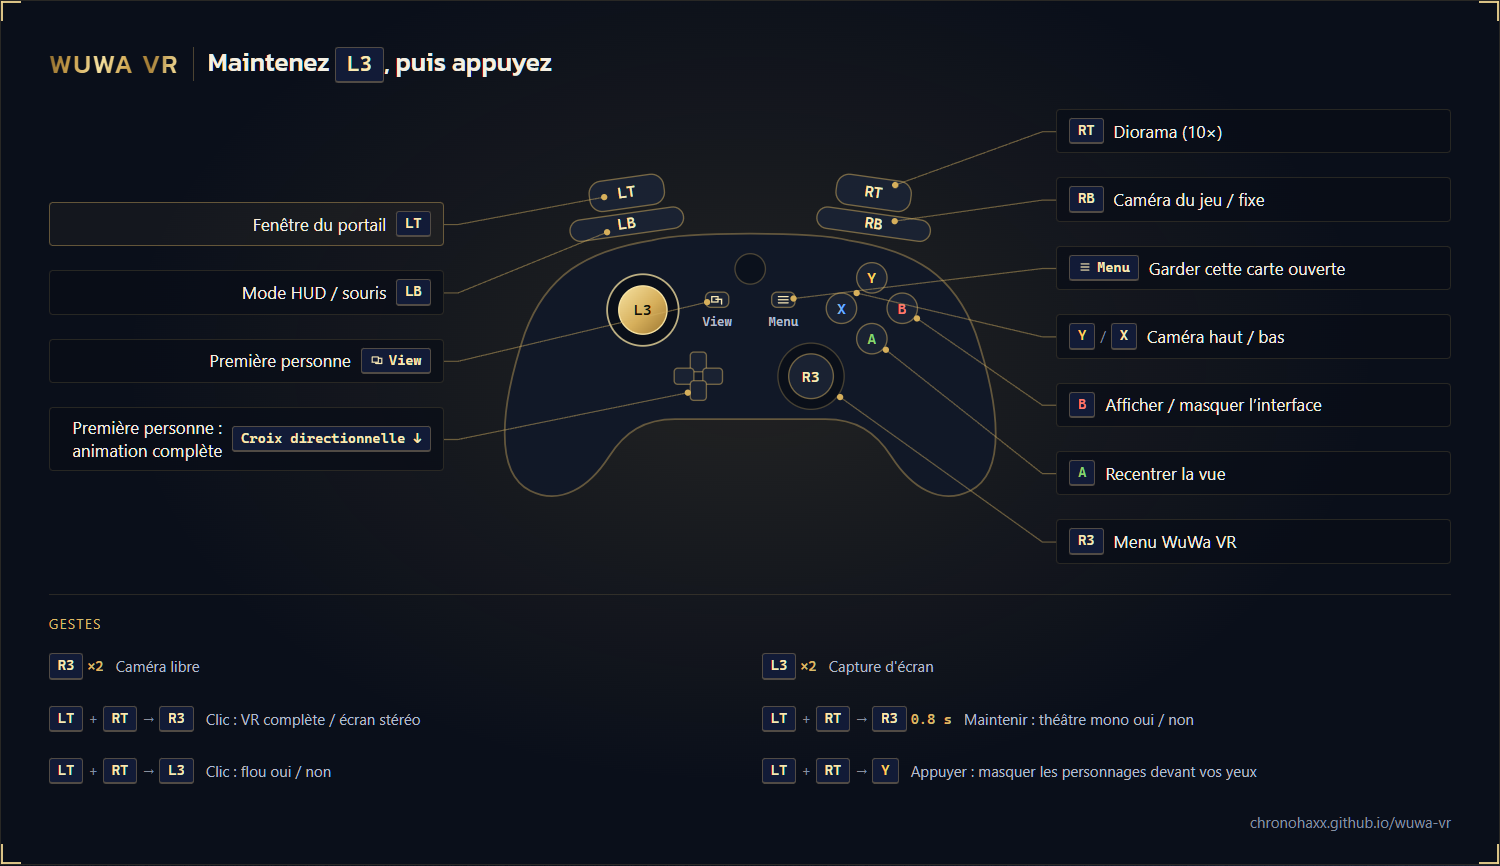 WUWA VR Maintenez L3, puis appuyez
RT Diorama (10×)
LT RT
RB Caméra du jeu / fixe
Fenêtre du portail LT
LB RB
Menu Garder cette carte ouverte
Mode HUD / souris LB
Y
L3 X B
View Menu
Y / X Caméra haut / bas
A
Première personne View
R3
B Afficher / masquer l'interface
Première personne :
animation complète Croix directionnelle ↓
A Recentrer la vue
R3 Menu WuWa VR
GESTES
R3 ×2 Caméra libre
L3 ×2 Capture d'écran
LT + RT → R3 Clic : VR complète / écran stéréo
LT + RT → R3 0.8 s Maintenir : théâtre mono oui / non
LT + RT → L3 Clic : flou oui / non
LT + RT → Y Appuyer : masquer les personnages devant vos yeux
chronohaxx.github.io/wuwa-vr